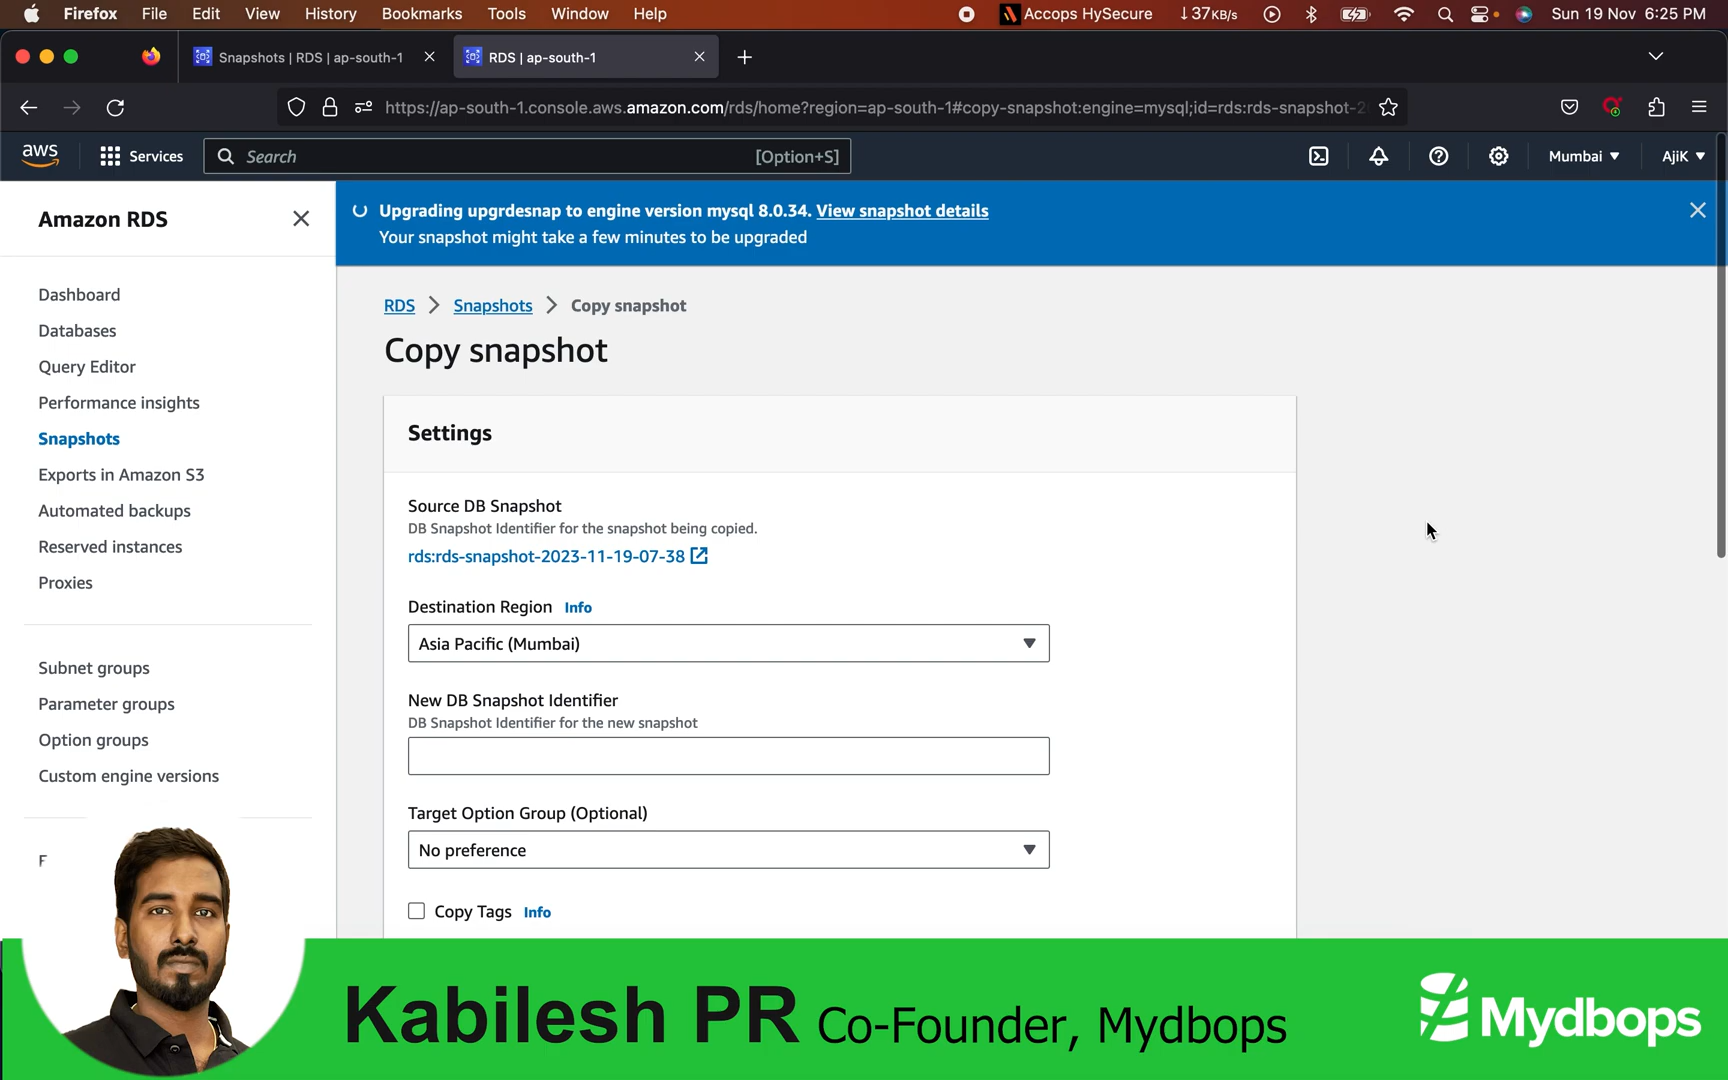 Firefox File Edit View History Bookmarks Tools Window Help Accops HySecure ↓37KB/s Sun 19 Nov 6:25 PM
Snapshots | RDS | ap-south-1 RDS | ap-south-1
https://ap-south-1.console.aws.amazon.com/rds/home?region=ap-south-1#copy-snapshot:engine=mysql;id=rds:rds-snapshot-2
aws Services Search [Option+S] Mumbai AjiK
Amazon RDS
Dashboard
Databases
Query Editor
Performance insights
Snapshots
Exports in Amazon S3
Automated backups
Reserved instances
Proxies
Subnet groups
Parameter groups
Option groups
Custom engine versions
Upgrading upgrdesnap to engine version mysql 8.0.34. View snapshot details
Your snapshot might take a few minutes to be upgraded
RDS > Snapshots > Copy snapshot
Copy snapshot
Settings
Source DB Snapshot
DB Snapshot Identifier for the snapshot being copied.
rds:rds-snapshot-2023-11-19-07-38
Destination Region Info
Asia Pacific (Mumbai)
New DB Snapshot Identifier
DB Snapshot Identifier for the new snapshot
Target Option Group (Optional)
No preference
Copy Tags Info
Kabilesh PR Co-Founder, Mydbops
Mydbops